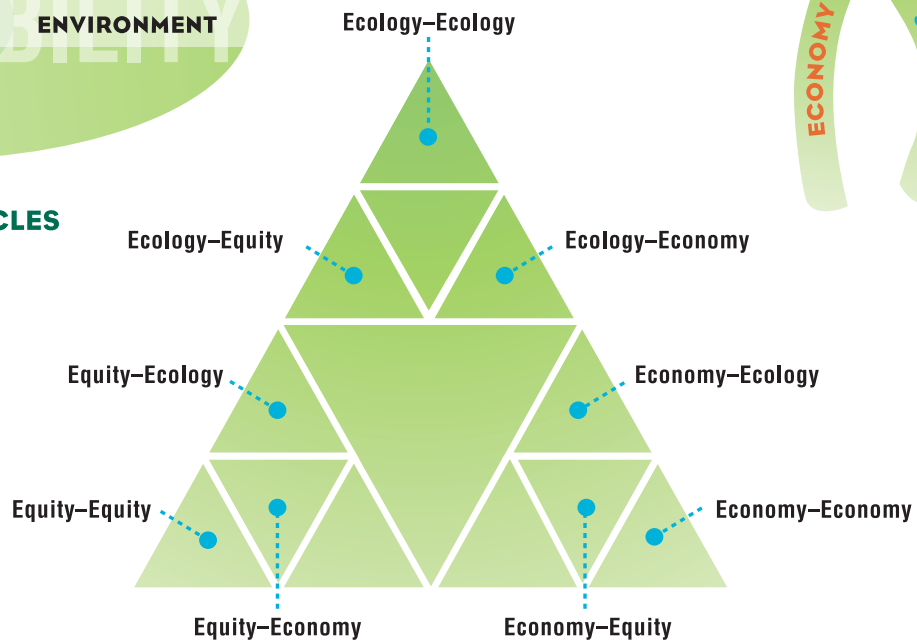 ENVIRONMENT
BILITY
ECONOMY
CLES
Ecology–Ecology
Ecology–Equity
Ecology–Economy
Equity–Ecology
Economy–Ecology
Equity–Equity
Economy–Economy
Equity–Economy
Economy–Equity